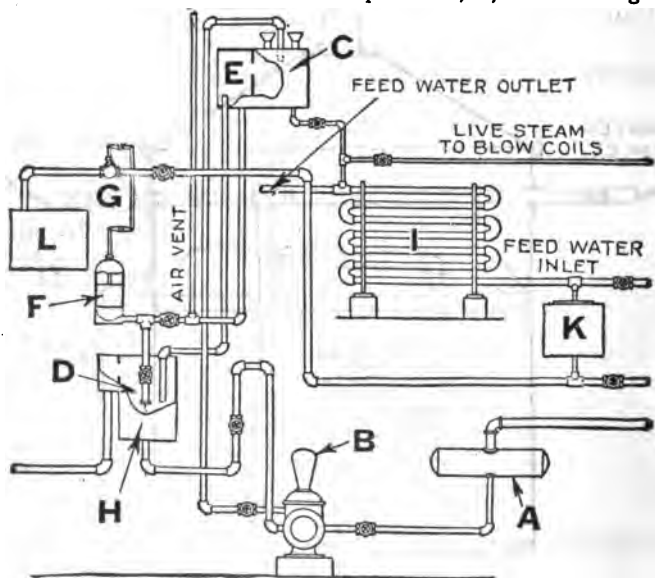 E
C
FEED WATER OUTLET
LIVE STEAM
TO BLOW COILS
G
L
AIR VENT
I
FEED WATER
INLET
F
K
D
B
H
A